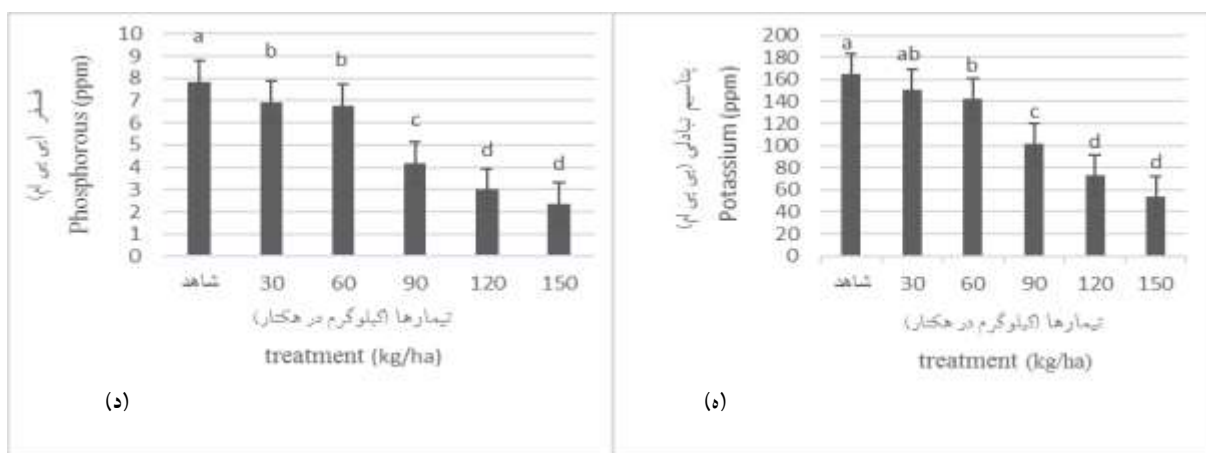 فسفر (پی پی ام)
Phosphorous (ppm)
10
9
8
7
6
5
4
3
2
1
0
a
b
b
c
d
d
شاهد 30 60 90 120 150
تیمارها (کیلوگرم در هکتار)
treatment (kg/ha)
(د)
پتاسیم تبادلی (پی پی ام)
Potassium (ppm)
200
180
160
140
120
100
80
60
40
20
0
a
ab
b
c
d
d
شاهد 30 60 90 120 150
تیمارها (کیلوگرم در هکتار)
treatment (kg/ha)
(ه)